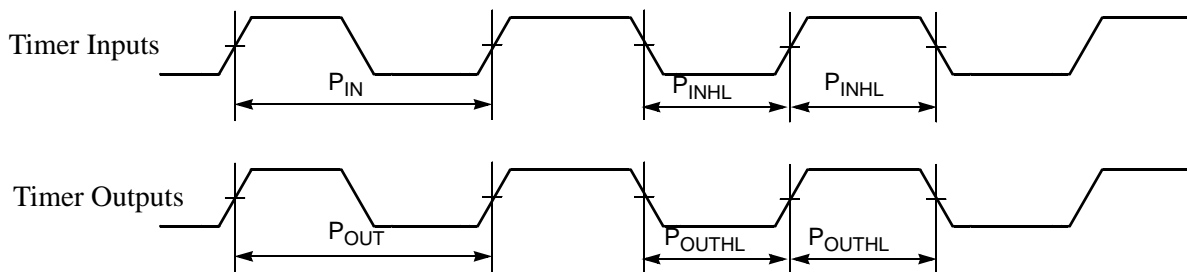 Timer Inputs
P_IN
P_INHL
P_INHL
Timer Outputs
P_OUT
P_OUTHL
P_OUTHL